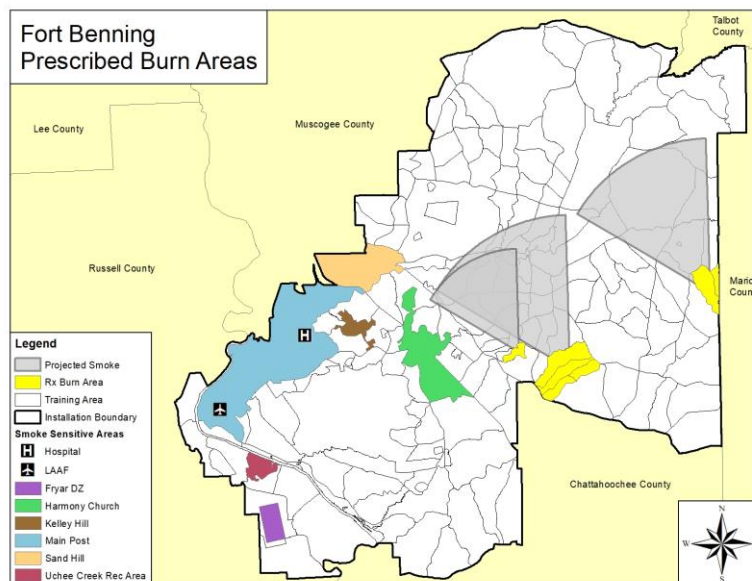 Fort Benning
Prescribed Burn Areas
Talbot
County
Lee County
Muscogee County
Russell County
Chattahoochee County
Legend
Projected Smoke
Rx Burn Area
Training Area
Installation Boundary
Smoke Sensitive Areas
H
Hospital
LAAF
Fryar DZ
Harmony Church
Kelley Hill
Main Post
Sand Hill
Uchee Creek Rec Area
H
N
W
E
S